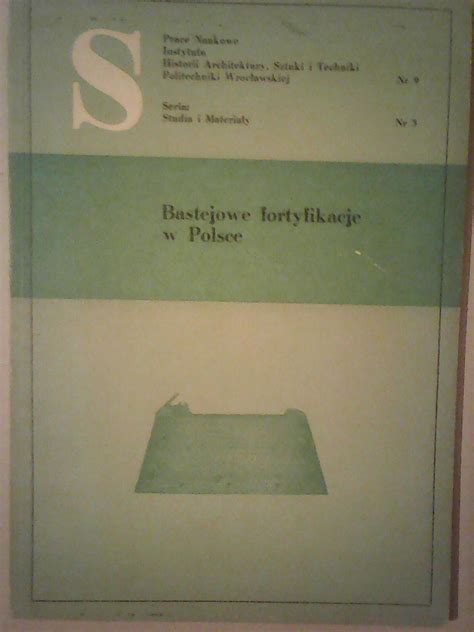 S
Prace Naukowe
Instytutu
Historii Architektury, Sztuki i Techniki
Politechniki Wrocławskiej Nr 9
Seria:
Studia i Materiały Nr 3
Bastejowe fortyfikacje
w Polsce